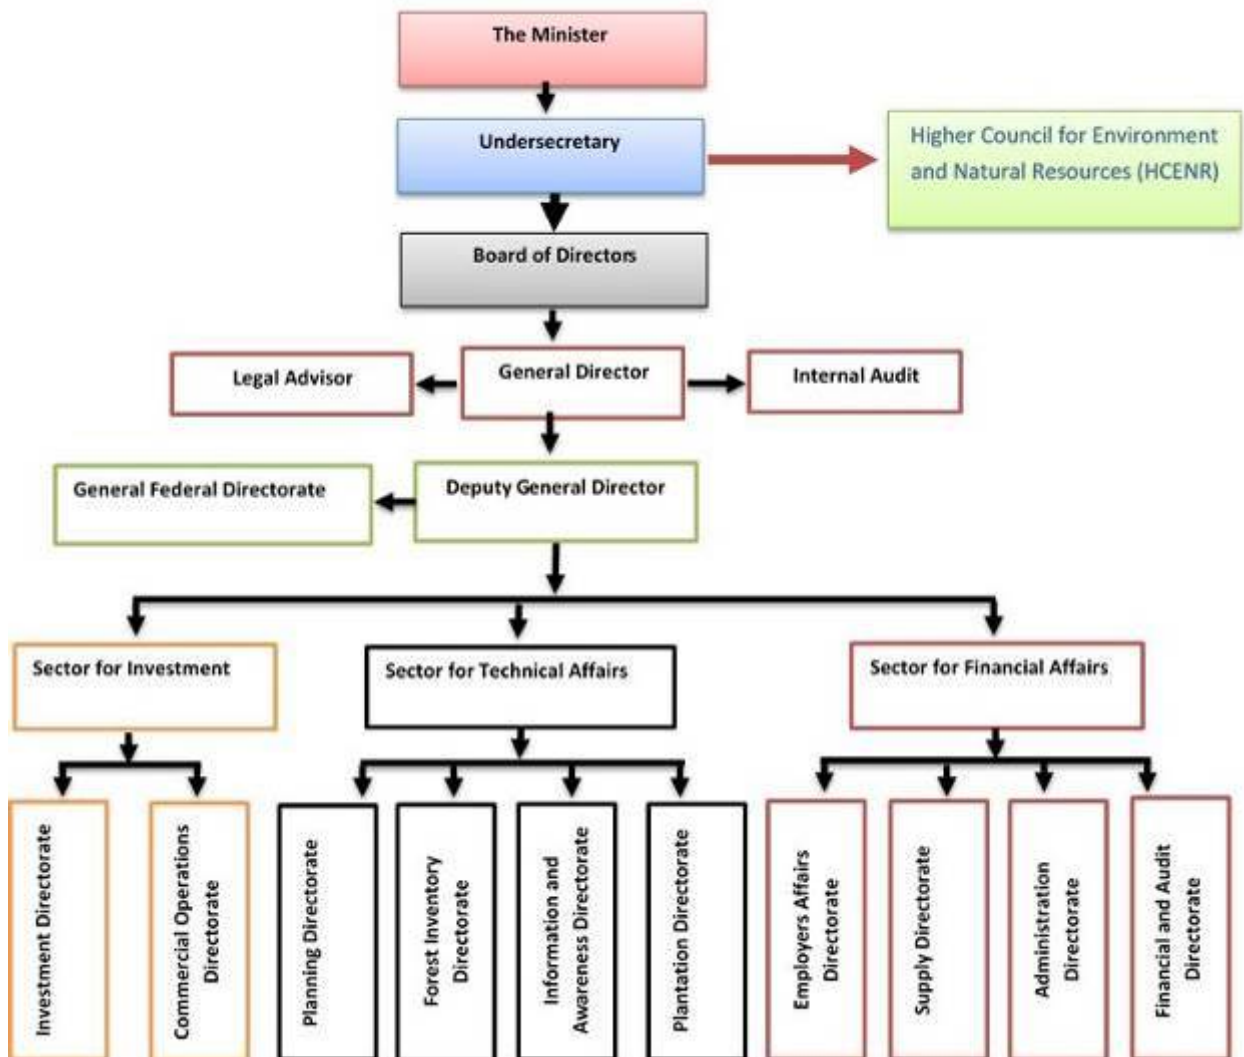 The Minister
Undersecretary
Higher Council for Environment
and Natural Resources (HCENR)
Board of Directors
Legal Advisor
General Director
Internal Audit
General Federal Directorate
Deputy General Director
Sector for Investment
Sector for Technical Affairs
Sector for Financial Affairs
Investment Directorate
Commercial Operations
Directorate
Planning Directorate
Forest Inventory
Directorate
Information and
Awareness Directorate
Plantation Directorate
Employers Affairs
Directorate
Supply Directorate
Administration
Directorate
Financial and Audit
Directorate